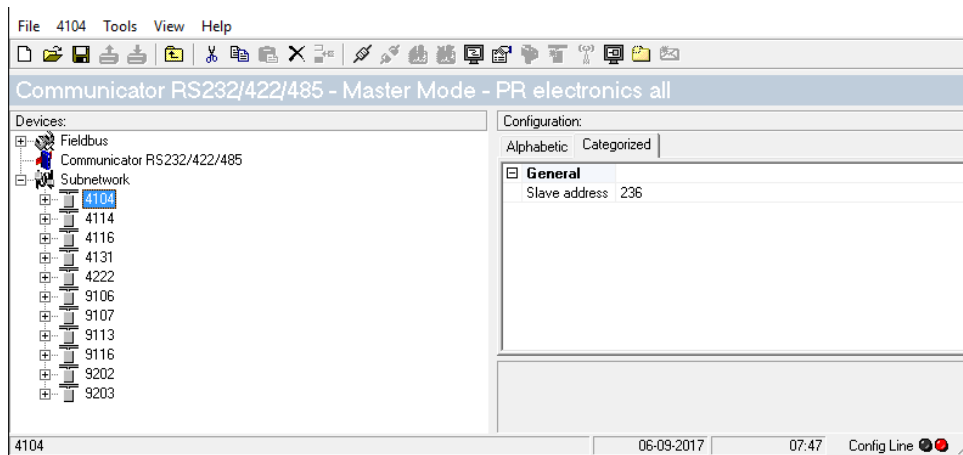 File 4104 Tools View Help
Communicator RS232/422/485 - Master Mode - PR electronics all
Devices:
Fieldbus
Communicator RS232/422/485
Subnetwork
4104
4114
4116
4131
4222
9106
9107
9113
9116
9202
9203
Configuration:
Alphabetic Categorized
General
Slave address 236
4104 06-09-2017 07:47 Config Line